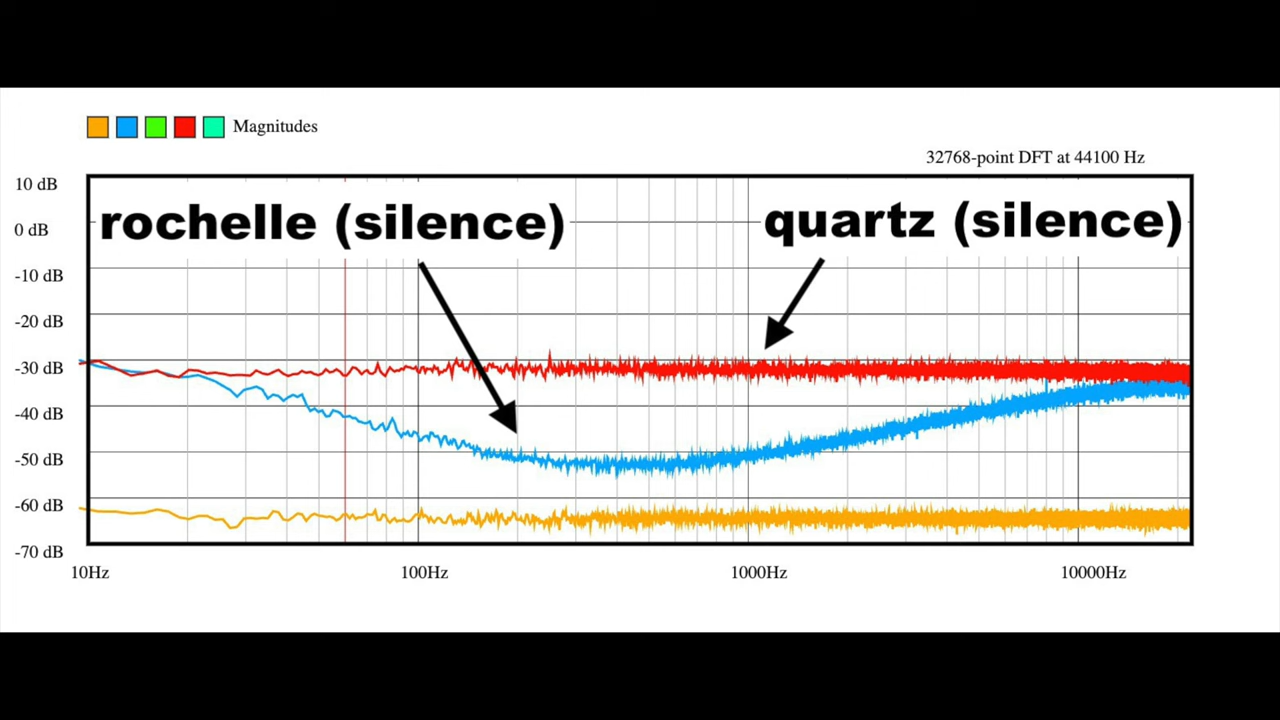 Magnitudes
32768-point DFT at 44100 Hz
10 dB
rochelle (silence)
quartz (silence)
0 dB
-10 dB
-20 dB
-30 dB
-40 dB
-50 dB
-60 dB
-70 dB
10Hz
100Hz
1000Hz
10000Hz